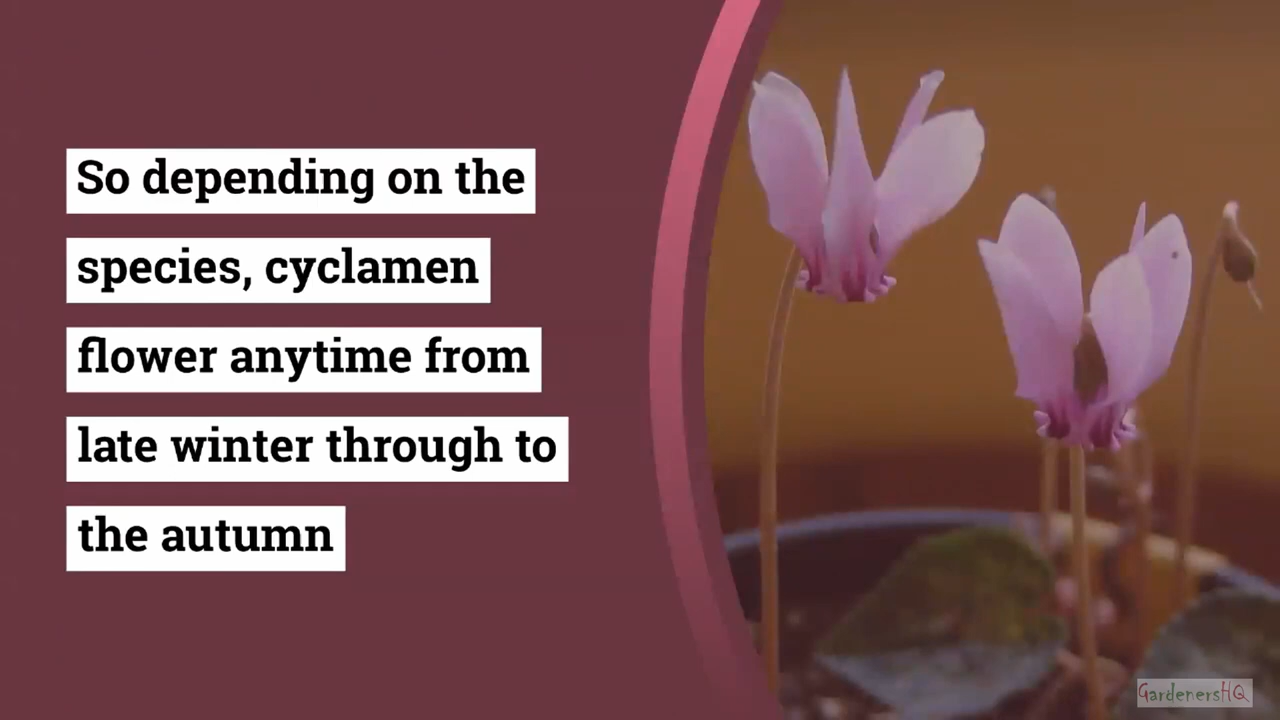 So depending on the
species, cyclamen
flower anytime from
late winter through to
the autumn
GardenersHQ